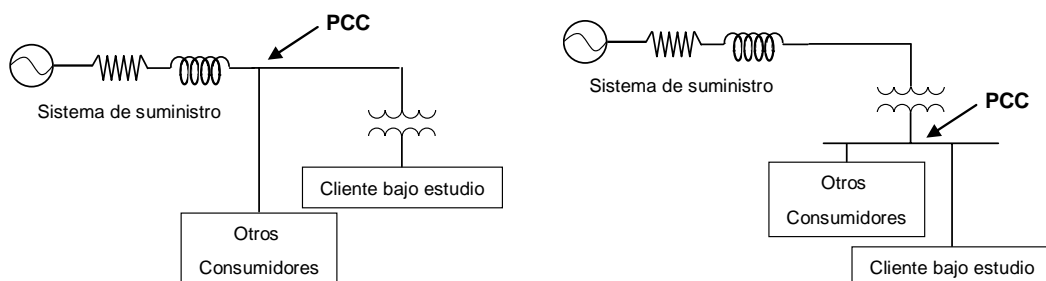 PCC
Sistema de suministro
Cliente bajo estudio
Otros
Consumidores
Sistema de suministro
PCC
Otros
Consumidores
Cliente bajo estudio